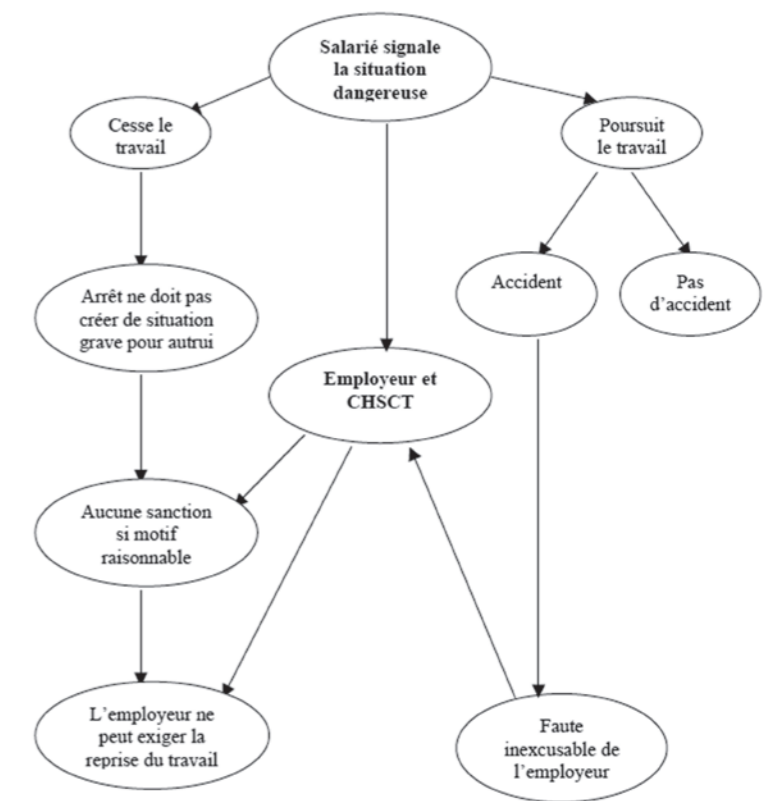 Salarié signale
la situation
dangereuse
Cesse le
travail
Poursuit
le travail
Arrêt ne doit pas
créer de situation
grave pour autrui
Accident
Pas
d’accident
Employeur et
CHSCT
Aucune sanction
si motif
raisonnable
L’employeur ne
peut exiger la
reprise du travail
Faute
inexcusable de
l’employeur